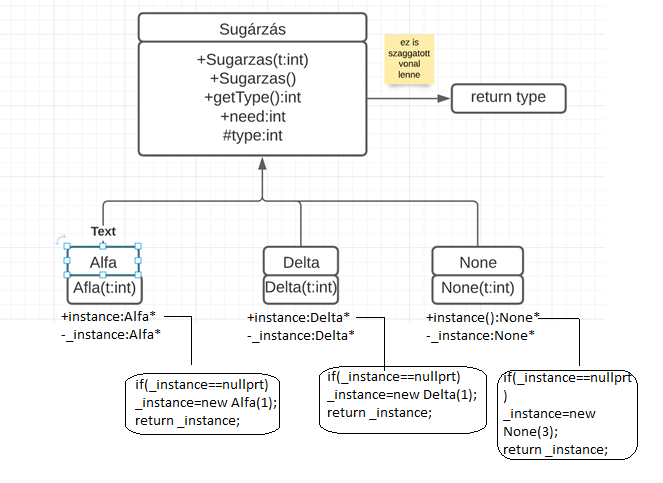 Sugárzás
+Sugarzas(t:int)
+Sugarzas()
+getType():int
+need:int
#type:int
ez is
szaggatott
vonal
lenne
return type
Text
Alfa
Afla(t:int)
+instance:Alfa*
-_instance:Alfa*
if(_instance==nullprt)
_instance=new Alfa(1);
return _instance;
Delta
Delta(t:int)
+instance:Delta*
-_instance:Delta*
if(_instance==nullprt)
_instance=new Delta(1);
return _instance;
None
None(t:int)
+instance():None*
-_instance:None*
if(_instance==nullprt
)
_instance=new
None(3);
return _instance;